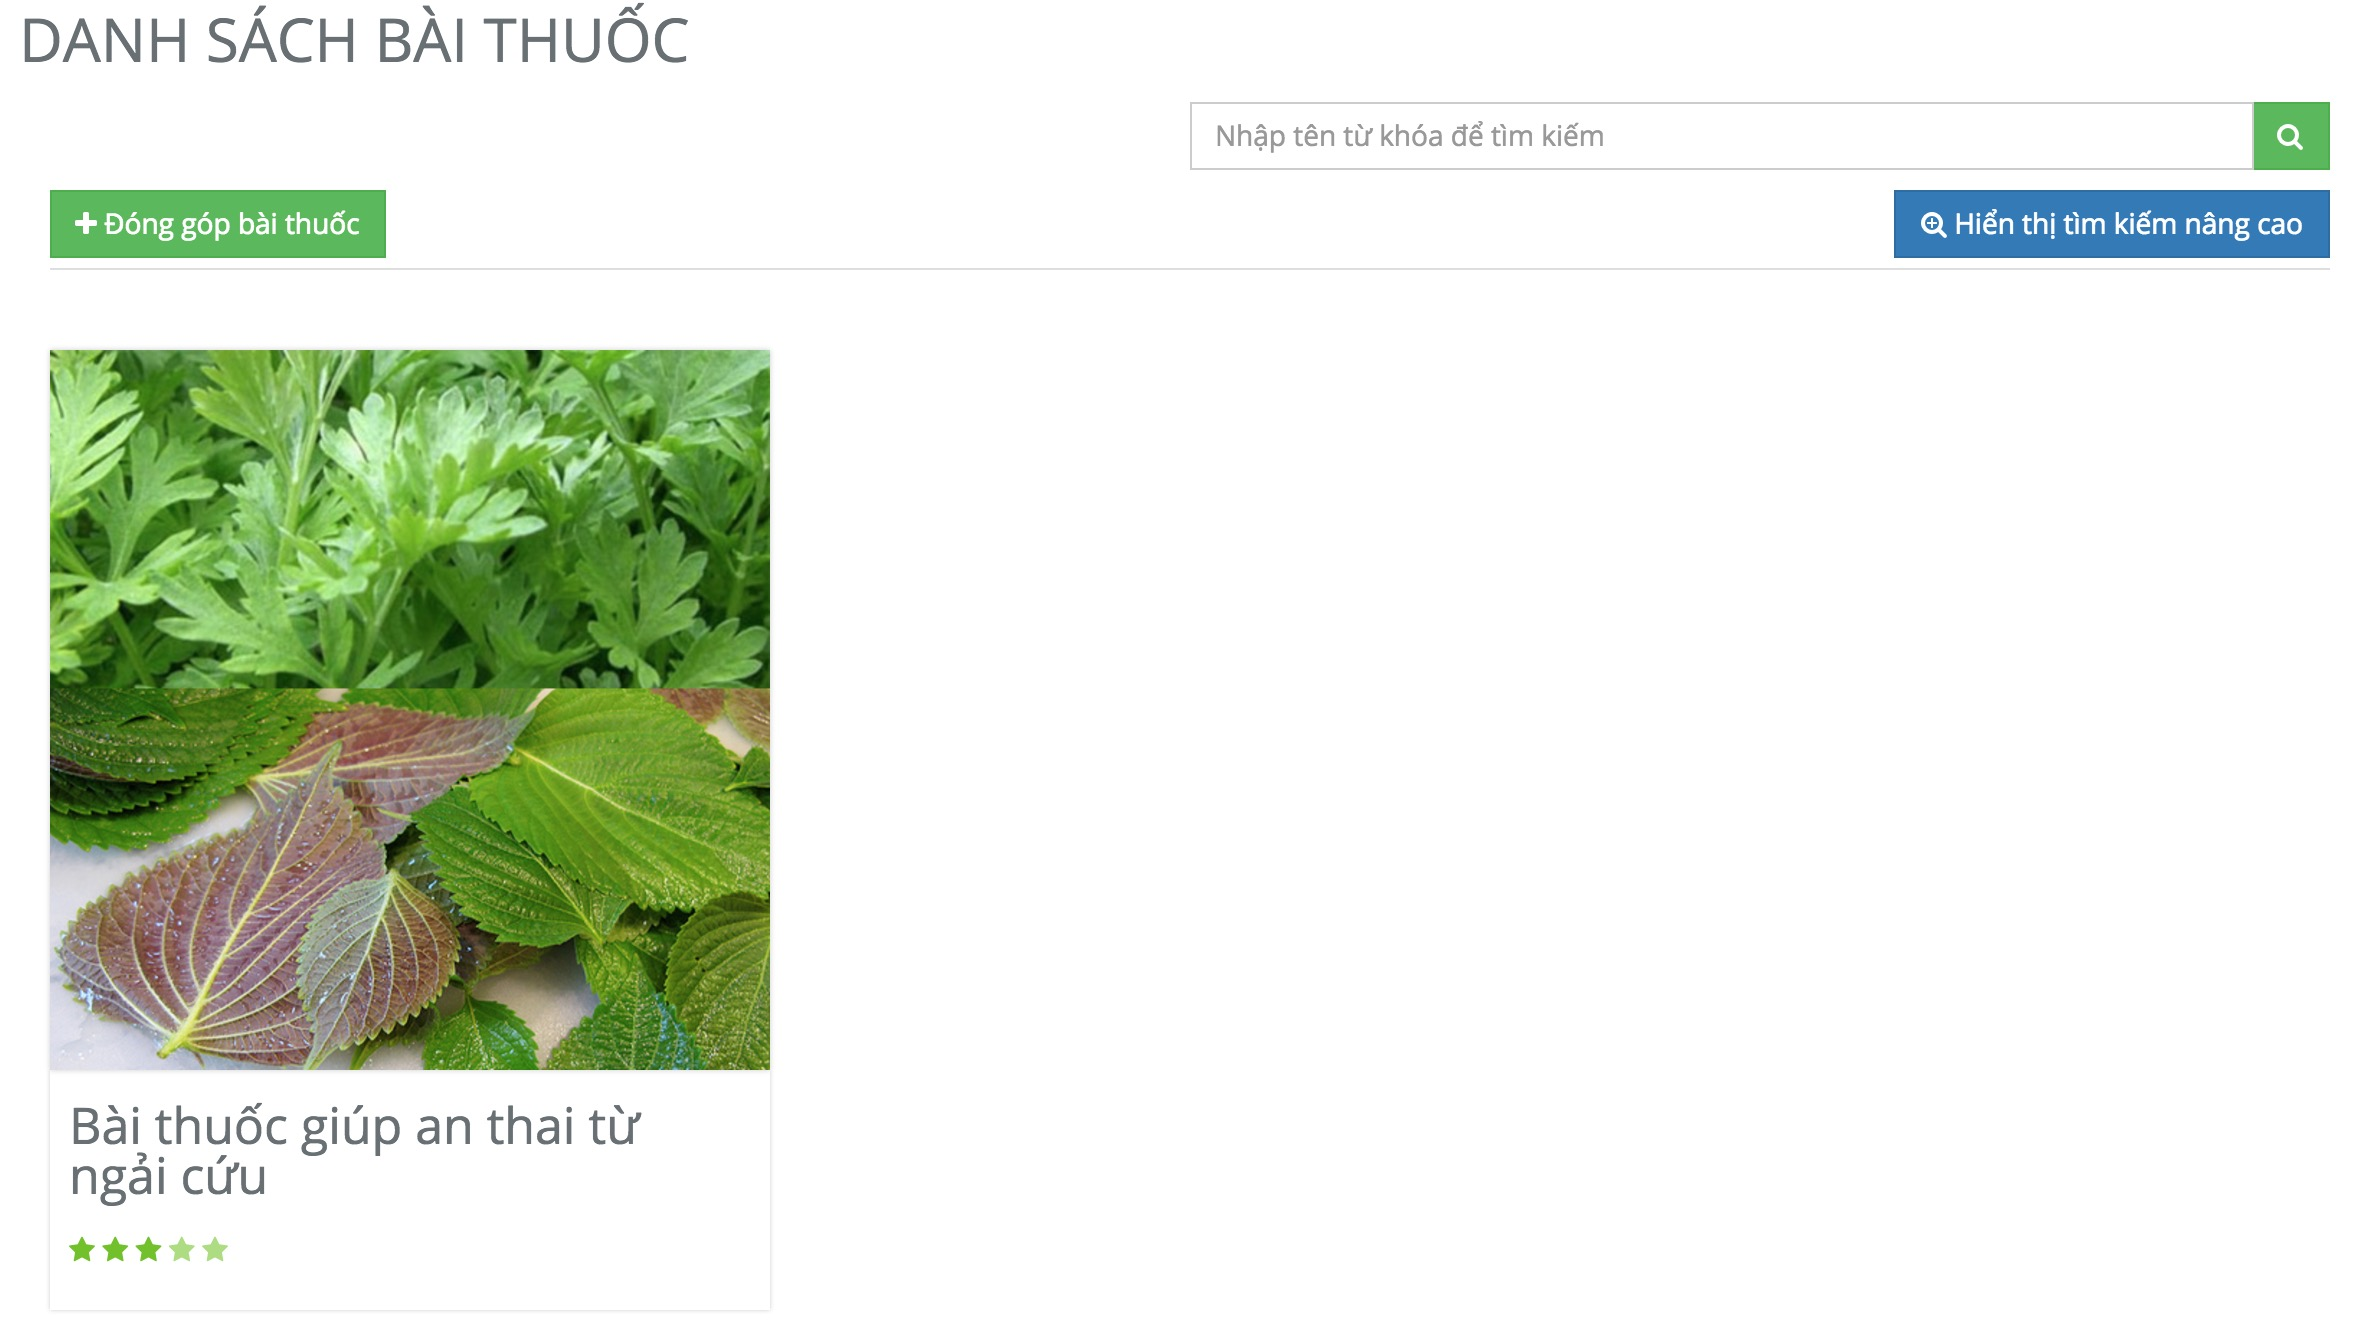 DANH SÁCH BÀI THUỐC
Nhập tên từ khóa để tìm kiếm
Đóng góp bài thuốc
Hiển thị tìm kiếm nâng cao
Bài thuốc giúp an thai từ
ngải cứu